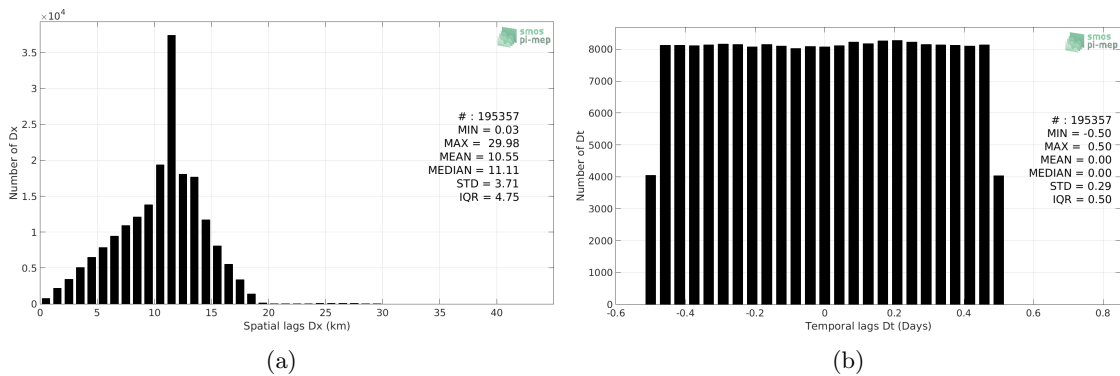 ×10⁴
3.5
3
2.5
2
1.5
1
0.5
0
0 5 10 15 20 25 30 35 40
Number of Dx
Spatial lags Dx (km)
smos
pi-mep
# : 195357
MIN = 0.03
MAX = 29.98
MEAN = 10.55
MEDIAN = 11.11
STD = 3.71
IQR = 4.75
(a)
8000
7000
6000
5000
4000
3000
2000
1000
0
-0.6 -0.4 -0.2 0 0.2 0.4 0.6 0.8
Number of Dt
Temporal lags Dt (Days)
smos
pi-mep
# : 195357
MIN = -0.50
MAX = 0.50
MEAN = 0.00
MEDIAN = 0.00
STD = 0.29
IQR = 0.50
(b)